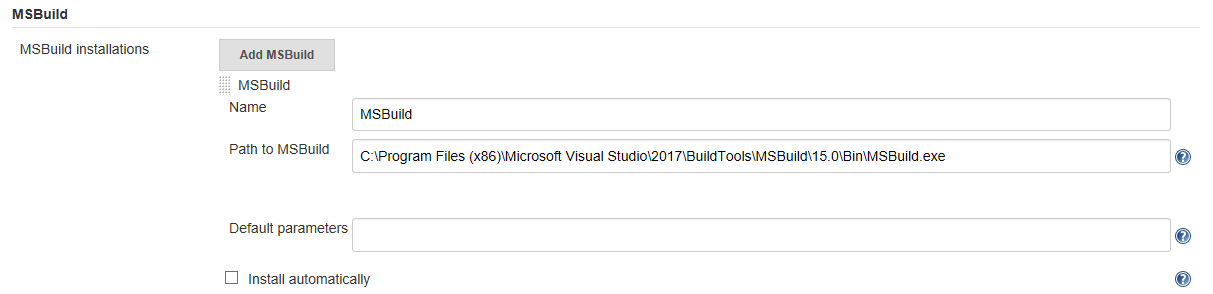 MSBuild
MSBuild installations
Add MSBuild
MSBuild
Name
MSBuild
Path to MSBuild
C:\Program Files (x86)\Microsoft Visual Studio\2017\BuildTools\MSBuild\15.0\Bin\MSBuild.exe
?
Default parameters
?
Install automatically
?